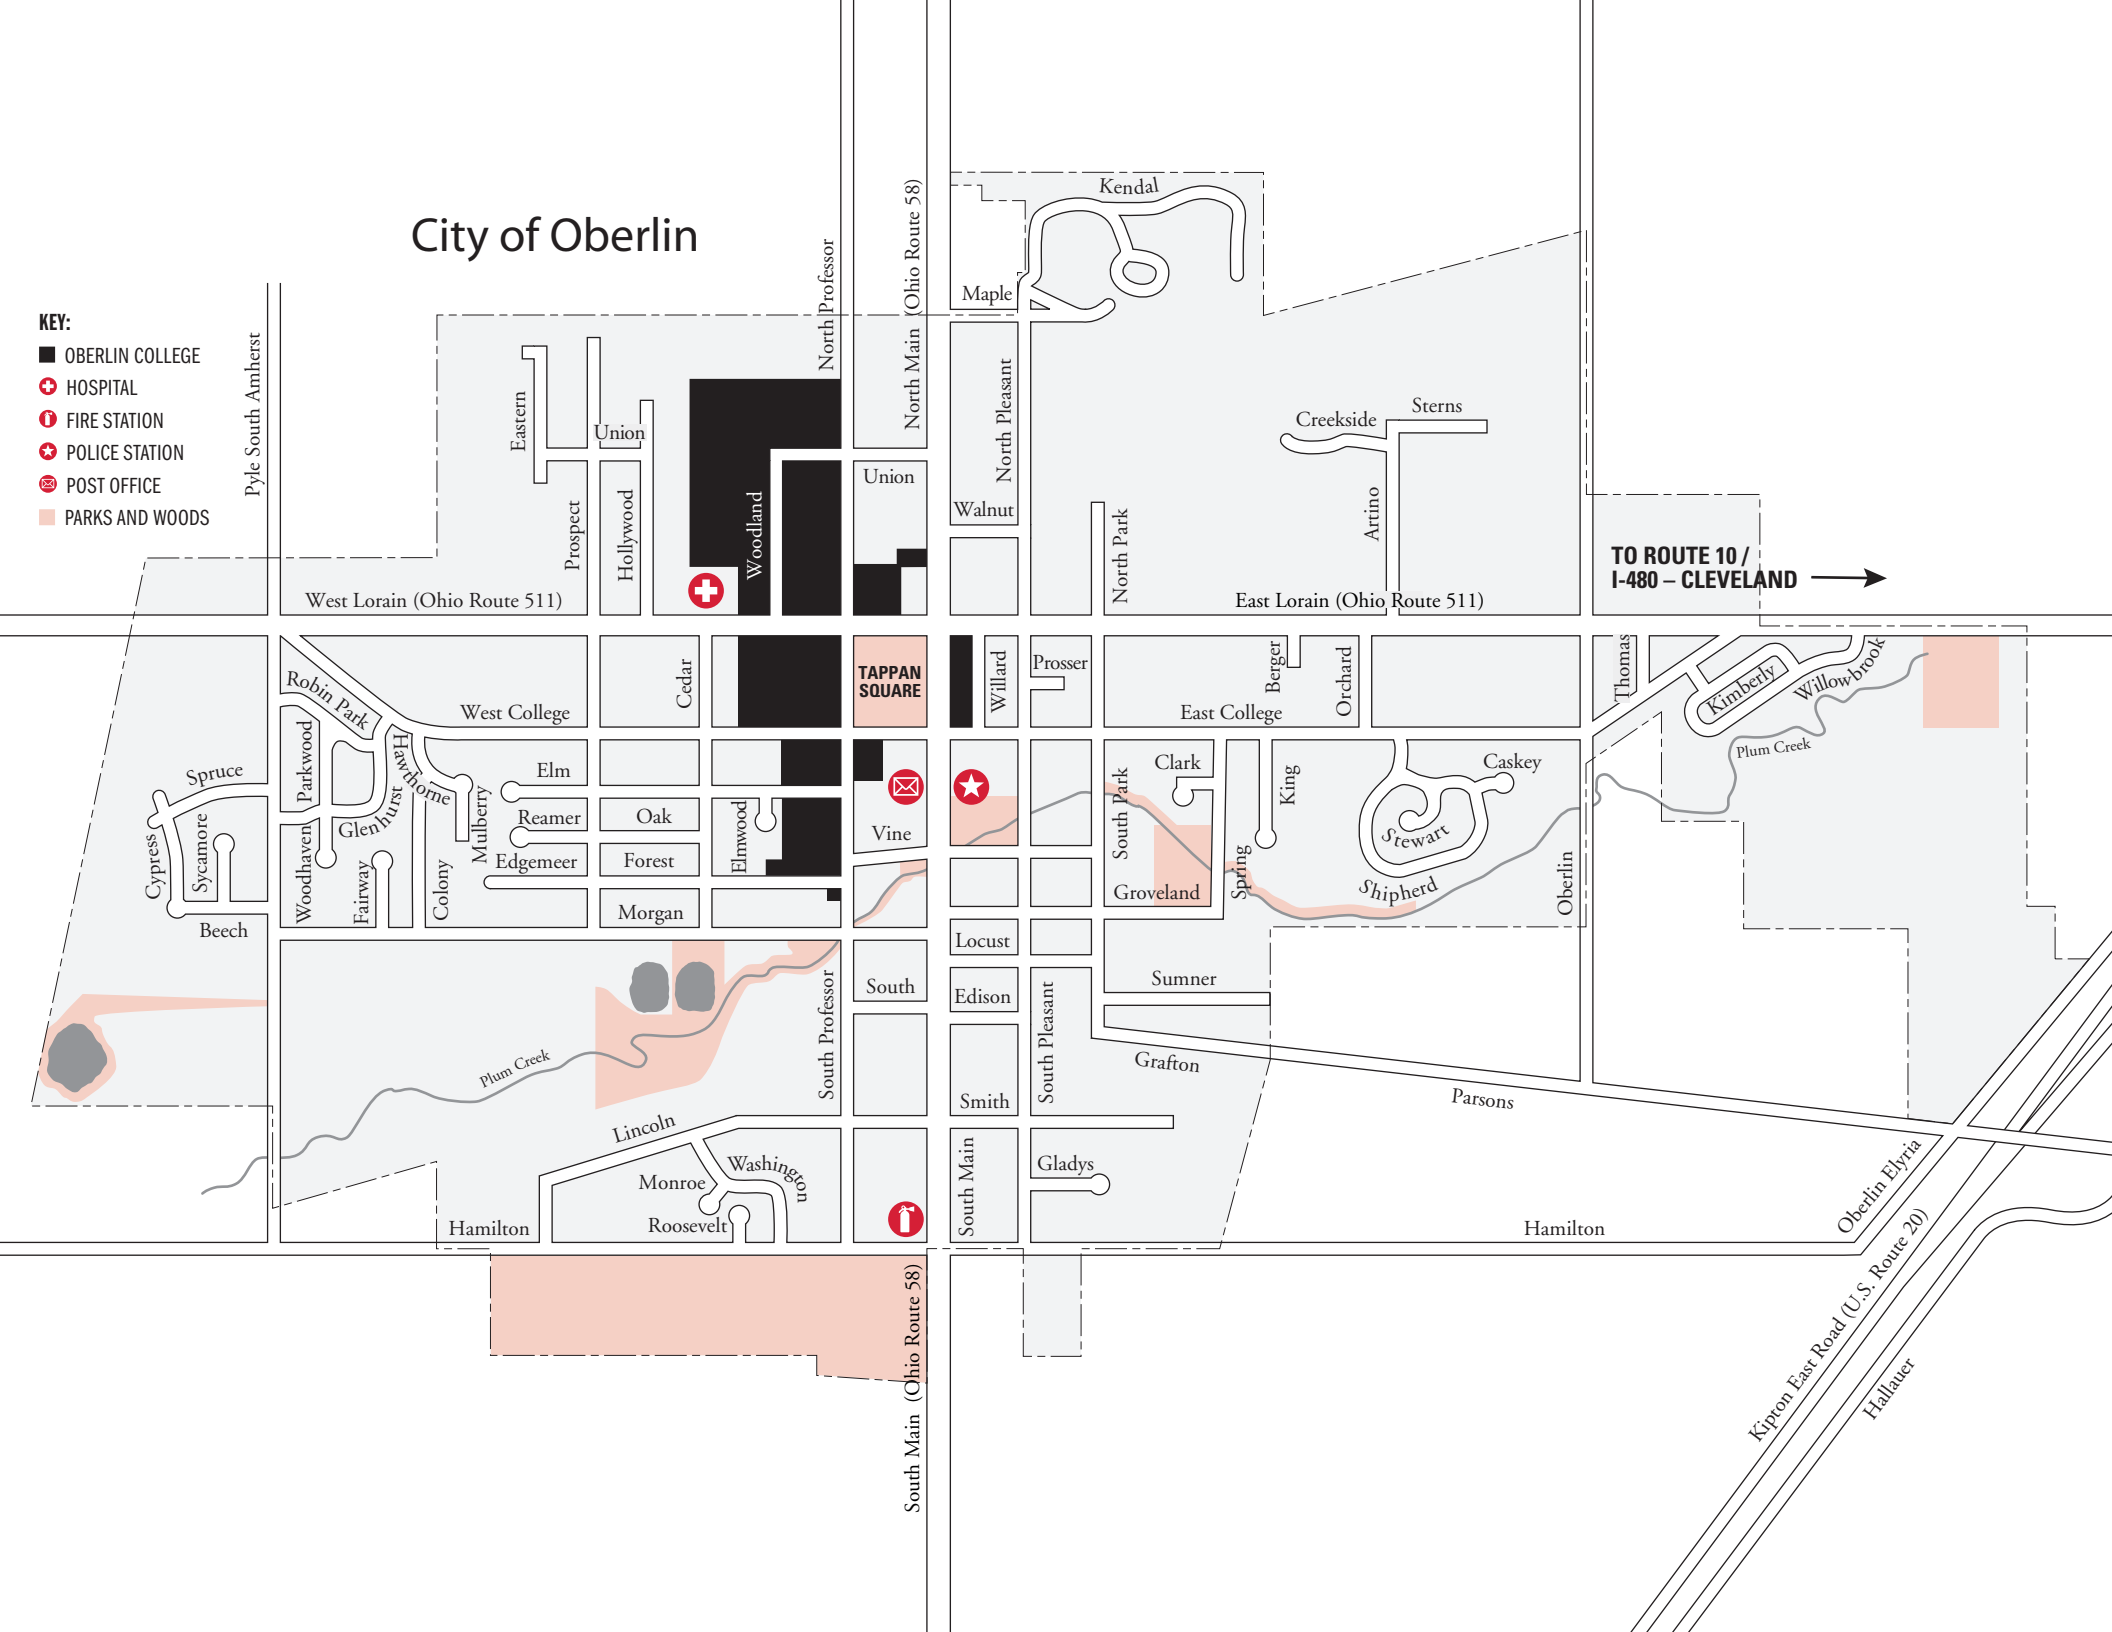 City of Oberlin
KEY:
OBERLIN COLLEGE
HOSPITAL
FIRE STATION
POLICE STATION
POST OFFICE
PARKS AND WOODS
Pyle South Amherst
North Professor
North Main (Ohio Route 58)
Kendal
Maple
North Pleasant
Eastern
Union
Prospect
Hollywood
Woodland
Union
Walnut
North Park
Creekside
Sterns
Artino
TO ROUTE 10 /
I-480 – CLEVELAND
West Lorain (Ohio Route 511)
East Lorain (Ohio Route 511)
Robin Park
West College
Cedar
TAPPAN
SQUARE
Willard
Prosser
East College
Berger
Orchard
Thomas
Kimberly
Willowbrook
Plum Creek
Parkwood
Hawthorne
Spruce
Elm
Mulberry
Glenhurst
Reamer
Oak
Elmwood
Vine
Clark
King
Caskey
South Park
Stewart
Shipherd
Spring
Groveland
Oberlin
Cypress
Sycamore
Woodhaven
Fairway
Colony
Edgemeer
Forest
Morgan
Beech
Locust
South
Edison
Sumner
South Professor
South Pleasant
Grafton
Parsons
Plum Creek
Smith
Lincoln
Washington
Monroe
Roosevelt
South Main
Gladys
Hamilton
Hamilton
Oberlin Elyria
Kipton East Road (U.S. Route 20)
Hallauer
South Main (Ohio Route 58)